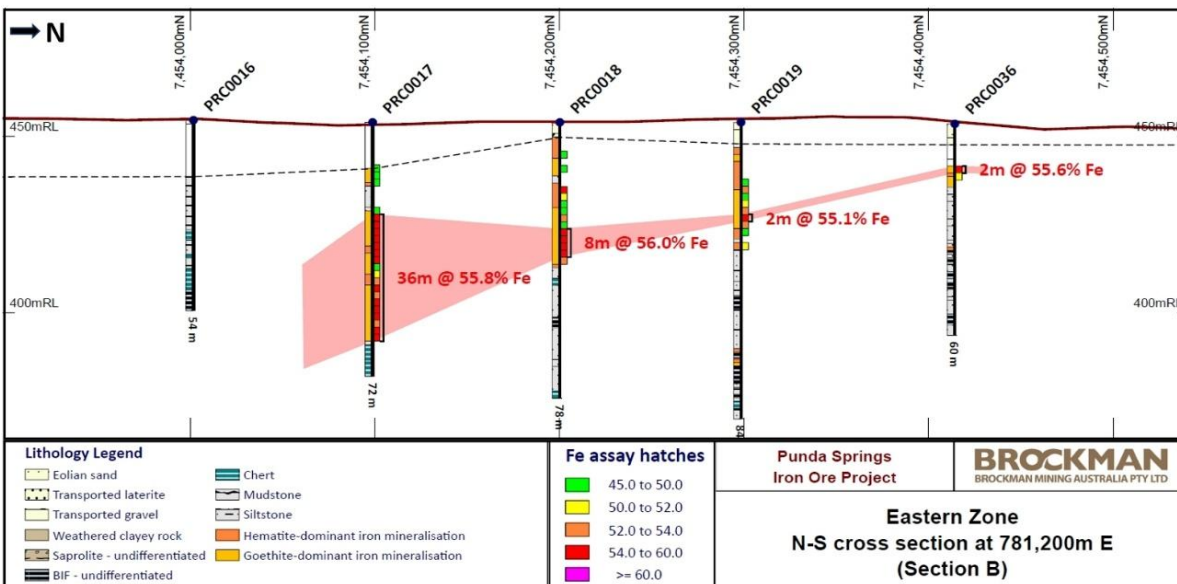 N
7,454,000mN
7,454,100mN
7,454,200mN
7,454,300mN
7,454,400mN
7,454,500mN
PRC0016
PRC0017
PRC0018
PRC0019
PRC0036
450mRL
450mRL
2m @ 55.6% Fe
2m @ 55.1% Fe
8m @ 56.0% Fe
36m @ 55.8% Fe
400mRL
400mRL
54 m
72 m
78 m
84
60 m
Lithology Legend
Eolian sand
Transported laterite
Transported gravel
Weathered clayey rock
Saprolite - undifferentiated
BIF - undifferentiated
Chert
Mudstone
Siltstone
Hematite-dominant iron mineralisation
Goethite-dominant iron mineralisation
Fe assay hatches
45.0 to 50.0
50.0 to 52.0
52.0 to 54.0
54.0 to 60.0
>= 60.0
Punda Springs
Iron Ore Project
BROCKMAN
BROCKMAN MINING AUSTRALIA PTY LTD
Eastern Zone
N-S cross section at 781,200m E
(Section B)